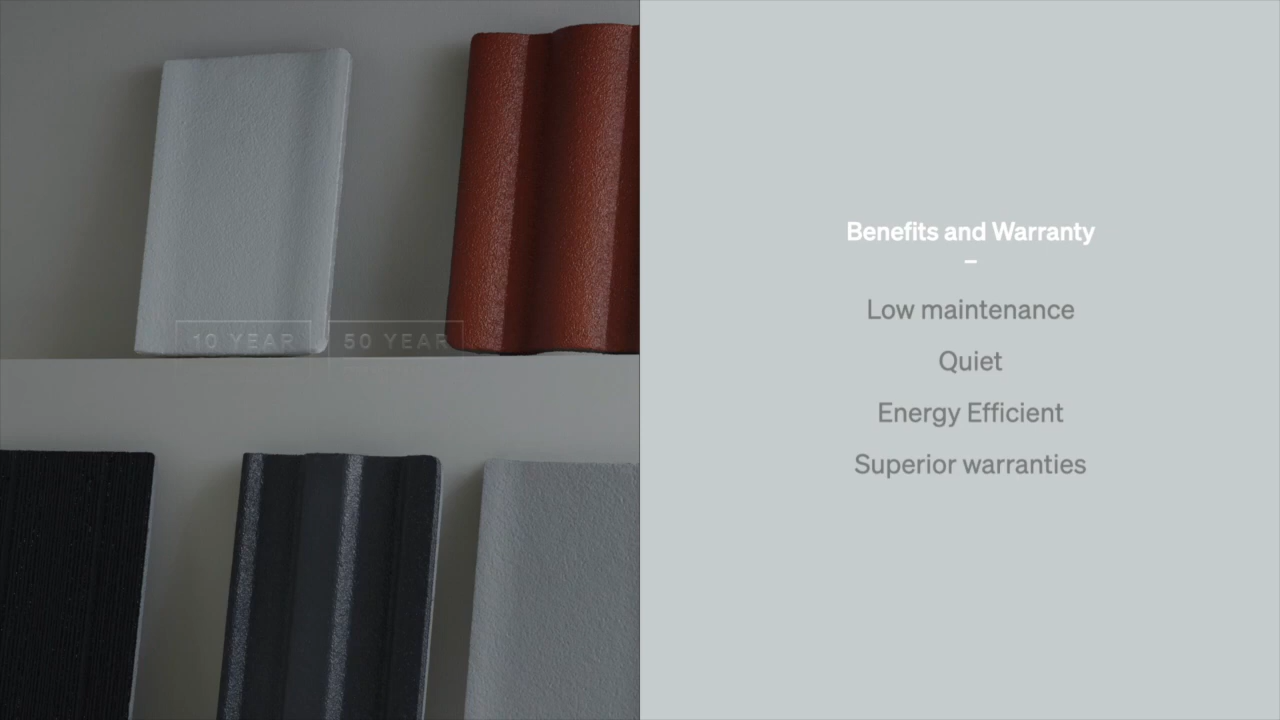 10 YEAR
50 YEAR
Benefits and Warranty
Low maintenance
Quiet
Energy Efficient
Superior warranties